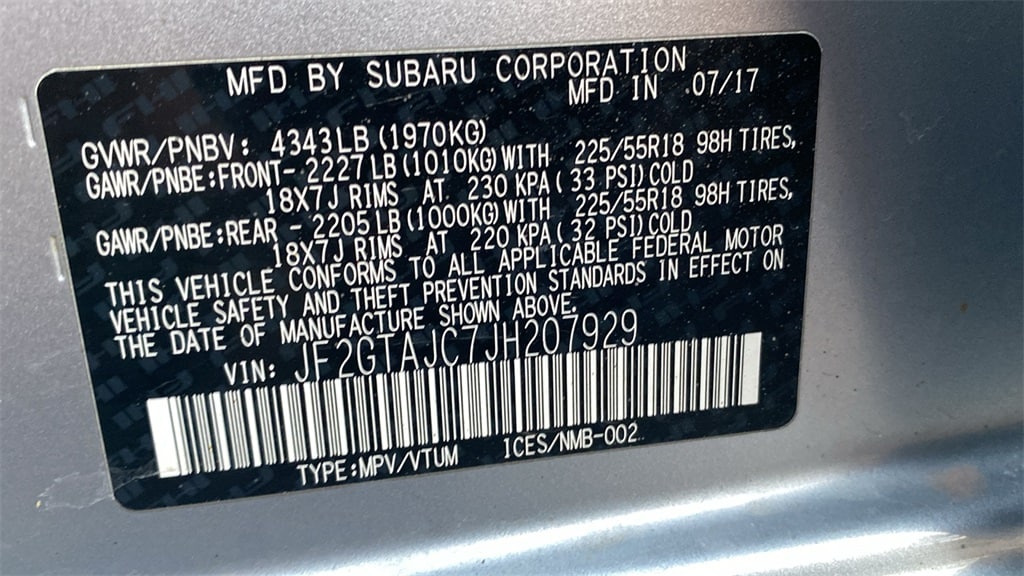 MFD BY SUBARU CORPORATION
MFD IN 07/17
GVWR/PNBV: 4343LB (1970KG)
GAWR/PNBE:FRONT- 2227LB (1010KG) WITH 225/55R18 98H TIRES,
18X7J RIMS AT 230 KPA (33 PSI) COLD
GAWR/PNBE:REAR - 2205LB (1000KG) WITH 225/55R18 98H TIRES,
18X7J RIMS AT 220 KPA (32 PSI) COLD
THIS VEHICLE CONFORMS TO ALL APPLICABLE FEDERAL MOTOR
VEHICLE SAFETY AND THEFT PREVENTION STANDARDS IN EFFECT ON
THE DATE OF MANUFACTURE SHOWN ABOVE.
VIN: JF2GTAJC7JH207929
TYPE:MPV/VTUM ICES/NMB-002